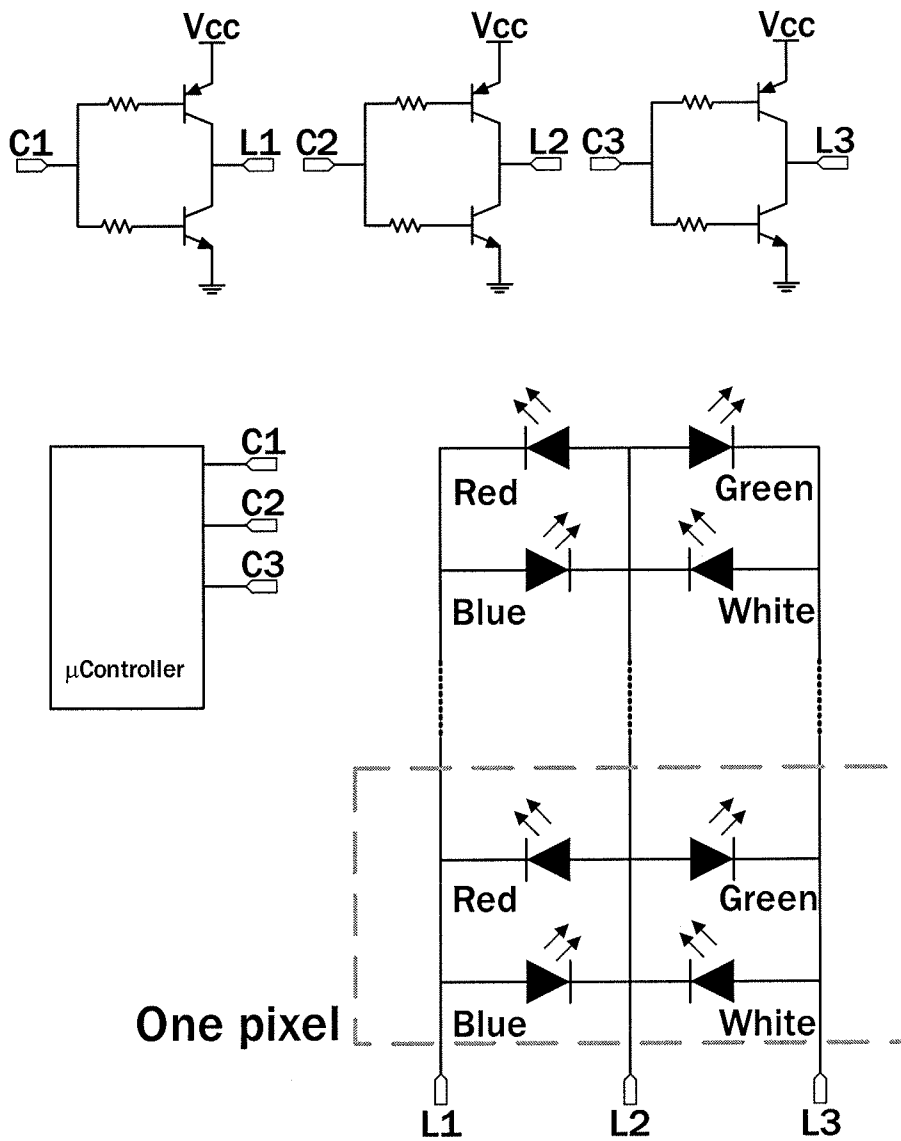 Vcc Vcc Vcc
C1 L1 C2 L2 C3 L3
C1
C2
C3
µController
Red Green
Blue White
Red Green
Blue White
One pixel
L1 L2 L3